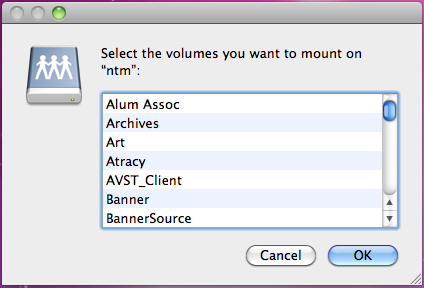 Select the volumes you want to mount on
“ntm”:
Alum Assoc
Archives
Art
Atracy
AVST_Client
Banner
BannerSource
Cancel
OK